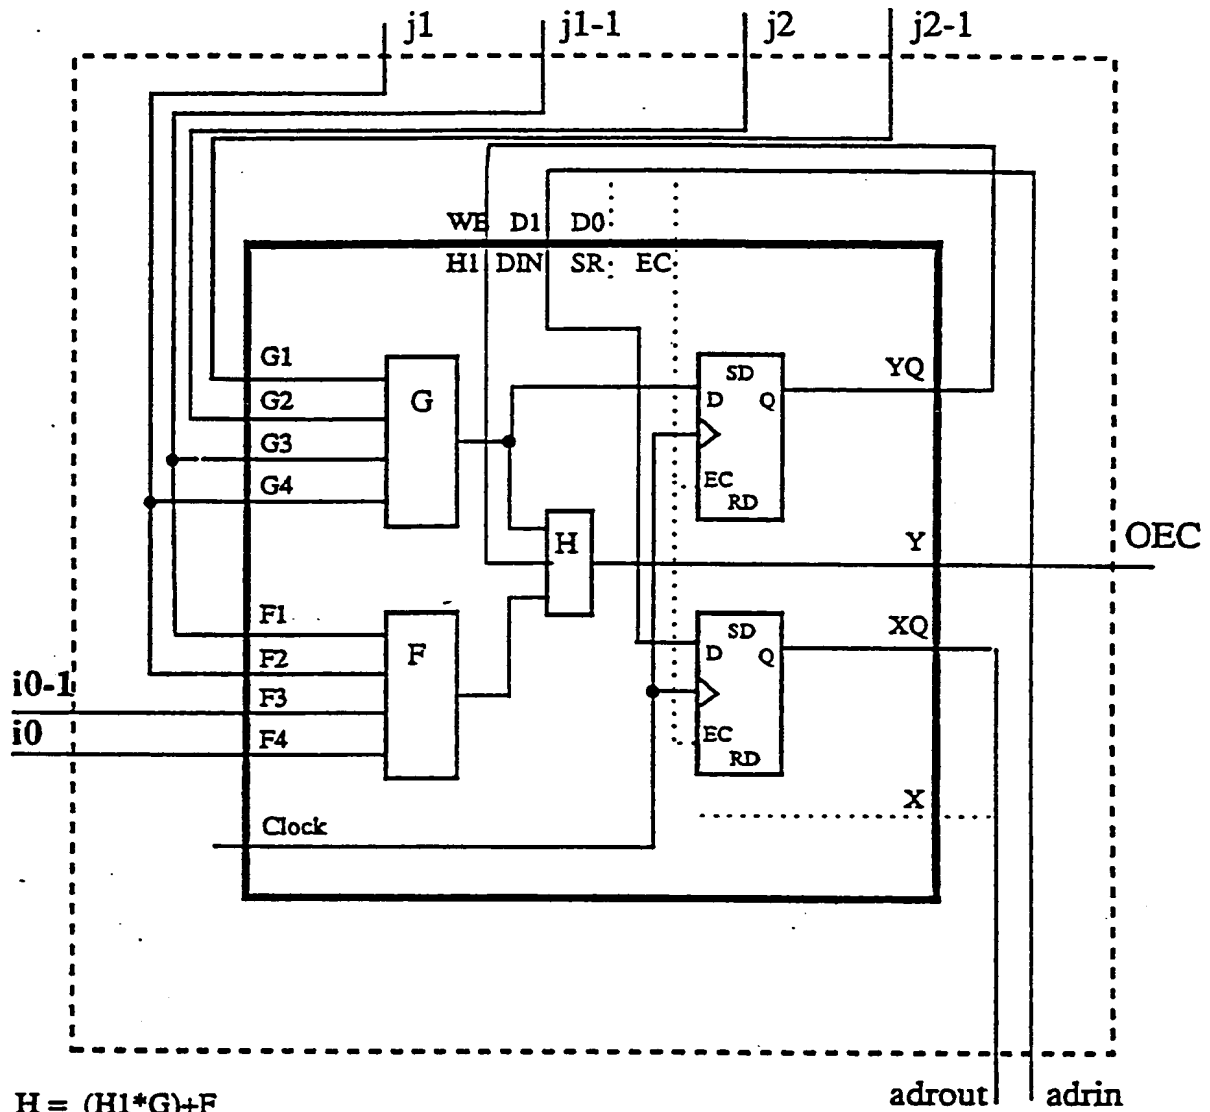 j1 j1-1 j2 j2-1
WE D1 D0
H1 DIN SR EC
G1
G2
G3
G4
G
SD
D Q
EC
RD
YQ
H
Y
OEC
F1
F2
F3
F4
F
i0-1
i0
SD
D Q
EC
RD
XQ
X
Clock
adrout adrin
H = (H1*G)+F